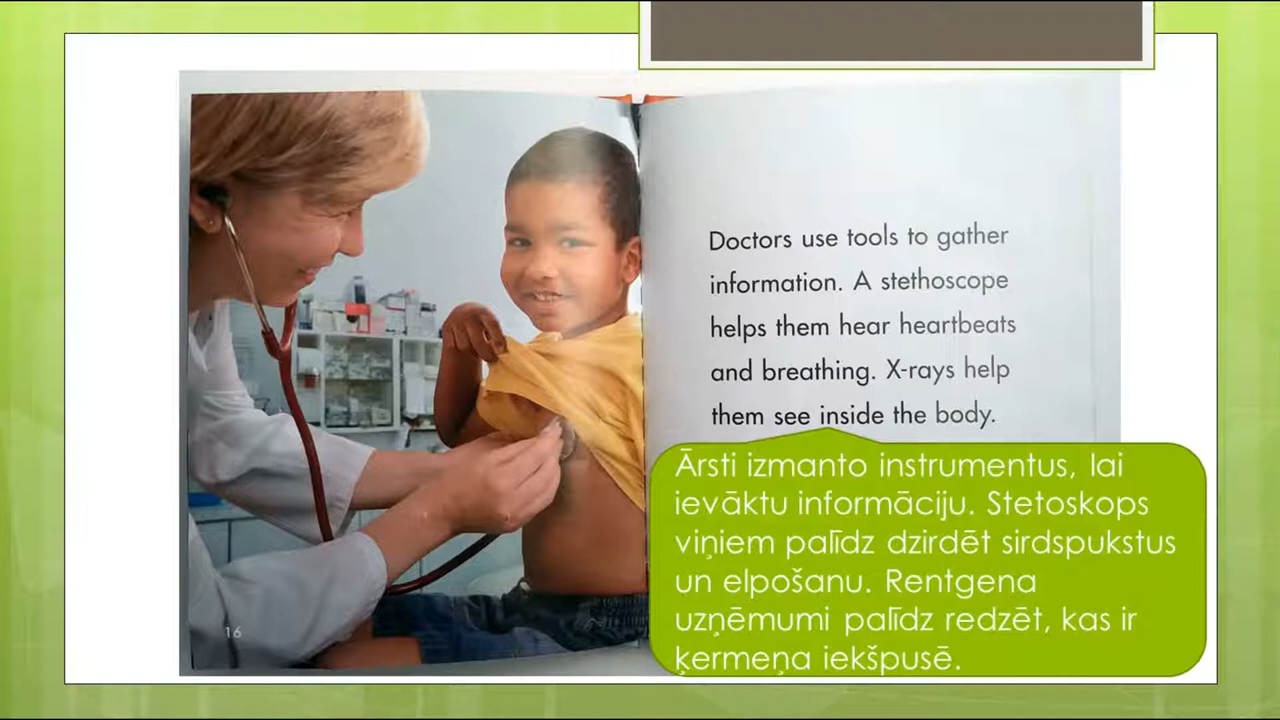 Doctors use tools to gather
information. A stethoscope
helps them hear heartbeats
and breathing. X-rays help
them see inside the body.
Ārsti izmanto instrumentus, lai
ievāktu informāciju. Stetoskops
viņiem palīdz dzirdēt sirdspukstus
un elpošanu. Rentgena
uzņēmumi palīdz redzēt, kas ir
ķermeņa iekšpusē.
16